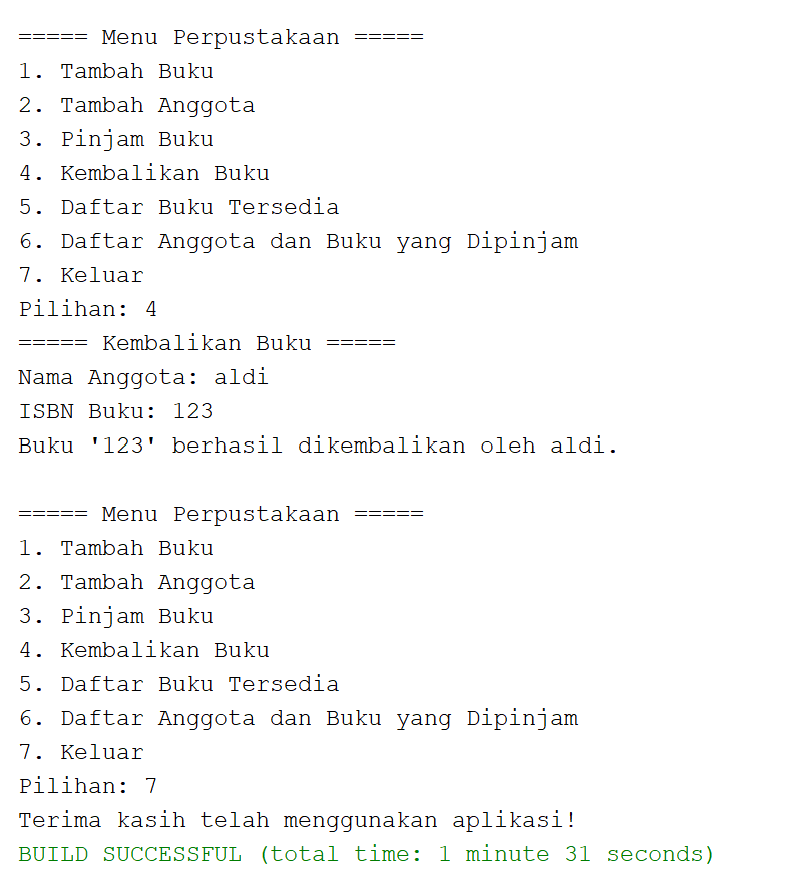 ===== Menu Perpustakaan =====
1. Tambah Buku
2. Tambah Anggota
3. Pinjam Buku
4. Kembalikan Buku
5. Daftar Buku Tersedia
6. Daftar Anggota dan Buku yang Dipinjam
7. Keluar
Pilihan: 4
===== Kembalikan Buku =====
Nama Anggota: aldi
ISBN Buku: 123
Buku '123' berhasil dikembalikan oleh aldi.

===== Menu Perpustakaan =====
1. Tambah Buku
2. Tambah Anggota
3. Pinjam Buku
4. Kembalikan Buku
5. Daftar Buku Tersedia
6. Daftar Anggota dan Buku yang Dipinjam
7. Keluar
Pilihan: 7
Terima kasih telah menggunakan aplikasi!
BUILD SUCCESSFUL (total time: 1 minute 31 seconds)